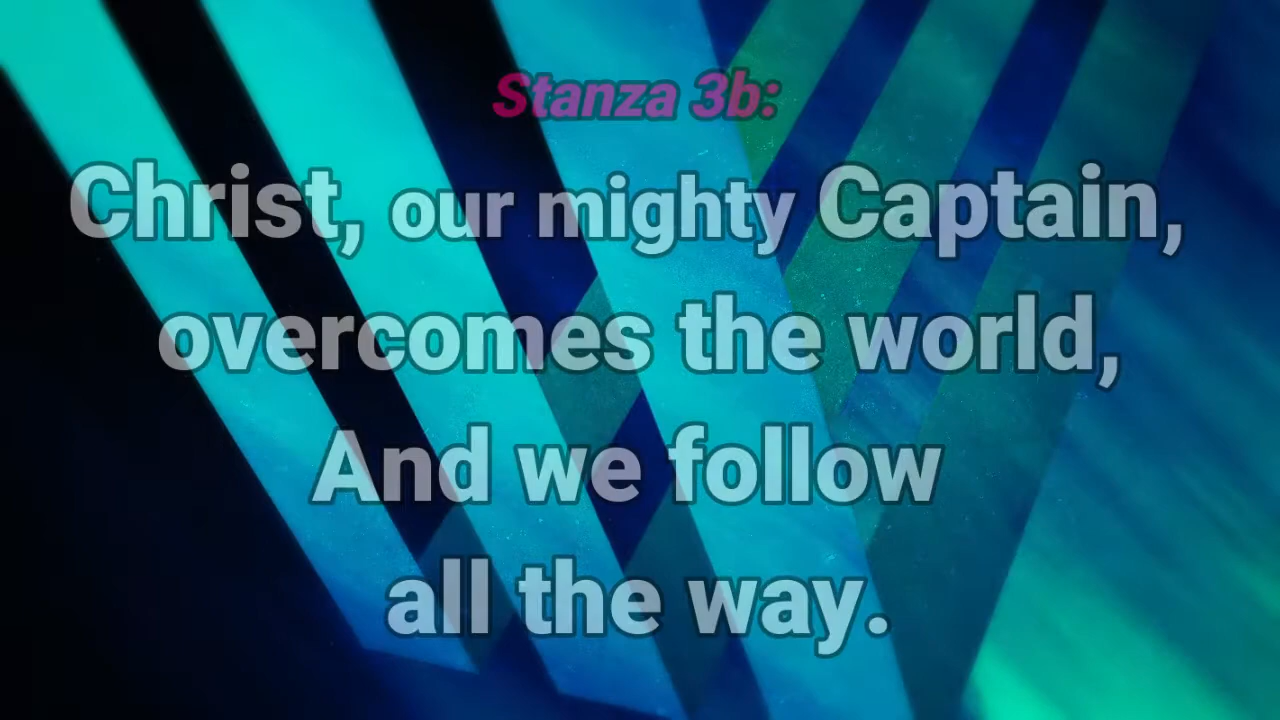 Stanza 3b:
Christ, our mighty Captain,
overcomes the world,
And we follow
all the way.